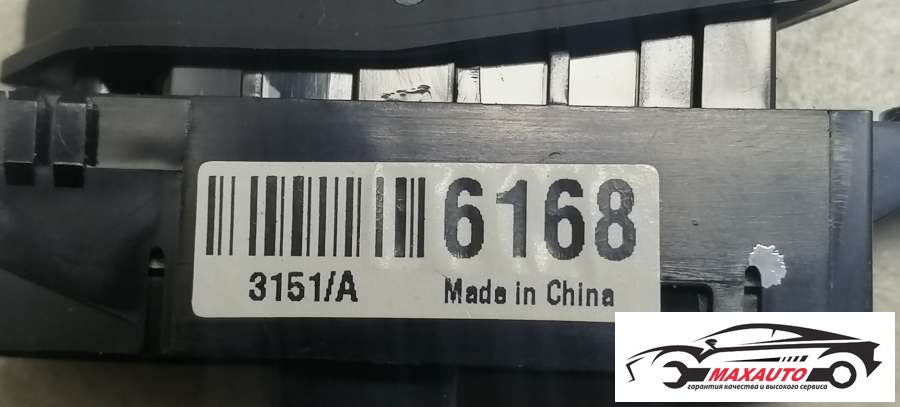 6168
3151/A
Made in China
MAXAUTO
гарантия качества и высокого сервиса